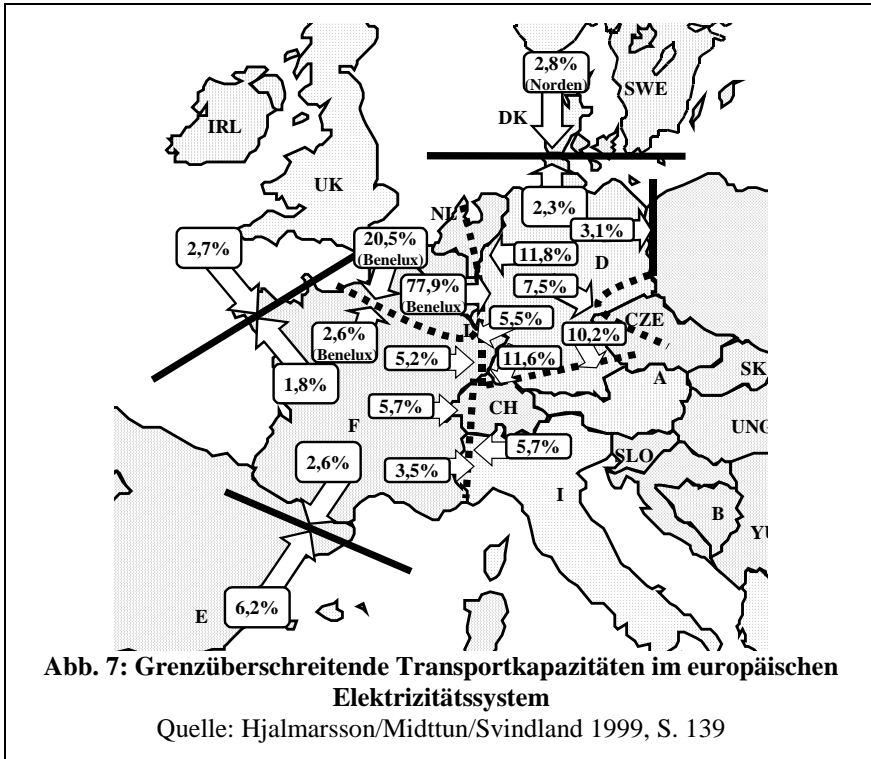 2,8%
(Norden)
SWE
DK
IRL
UK
NL
2,3%
3,1%
2,7%
20,5%
(Benelux)
11,8%
D
77,9%
Benelux)
7,5%
CZE
5,5%
10,2%
2,6%
(Benelux)
L
5,2%
11,6%
A
SK
1,8%
5,7%
CH
UNG
F
2,6%
5,7%
SLO
3,5%
I
B
YU
E
6,2%
Abb. 7: Grenzüberschreitende Transportkapazitäten im europäischen
Elektrizitätssystem
Quelle: Hjalmarsson/Midttun/Svindland 1999, S. 139